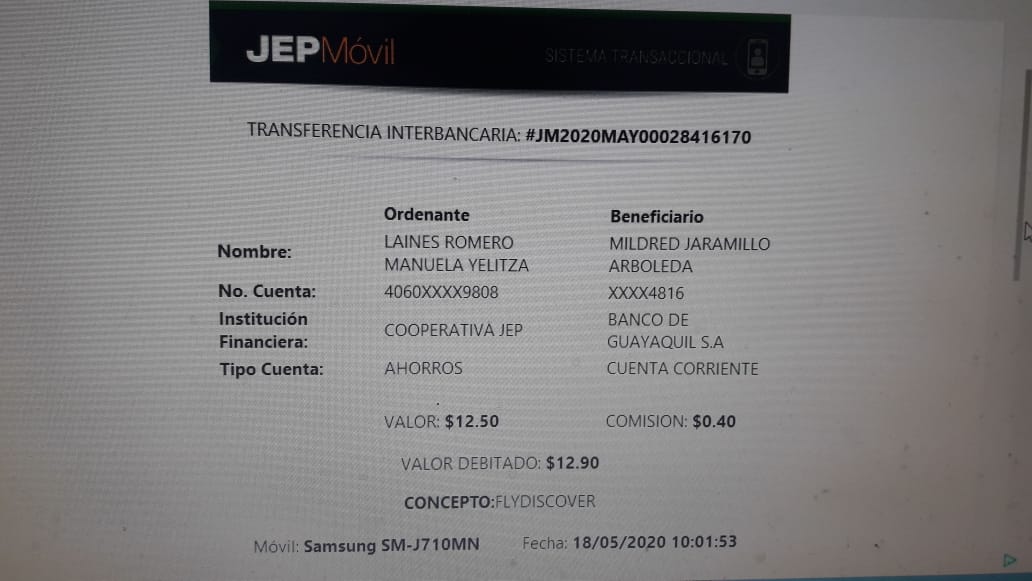 JEPMóvil SISTEMA TRANSACCIONAL
TRANSFERENCIA INTERBANCARIA: #JM2020MAY00028416170
Ordenante Beneficiario
Nombre: LAINES ROMERO MANUELA YELITZA MILDRED JARAMILLO ARBOLEDA
No. Cuenta: 4060XXXX9808 XXXX4816
Institución Financiera: COOPERATIVA JEP BANCO DE GUAYAQUIL S.A
Tipo Cuenta: AHORROS CUENTA CORRIENTE
VALOR: $12.50 COMISION: $0.40
VALOR DEBITADO: $12.90
CONCEPTO:FLYDISCOVER
Móvil: Samsung SM-J710MN Fecha: 18/05/2020 10:01:53